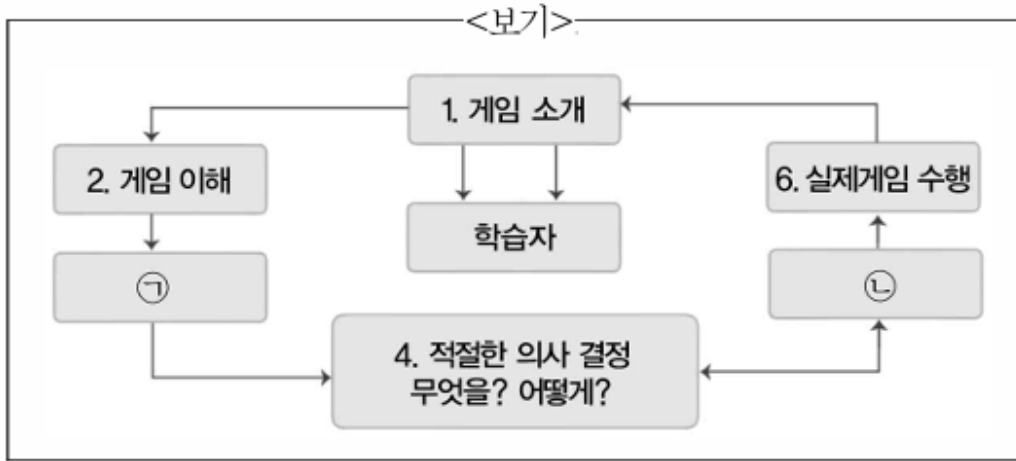 <보기>
1. 게임 소개
2. 게임 이해
6. 실제게임 수행
학습자
㉠
㉡
4. 적절한 의사 결정
무엇을? 어떻게?